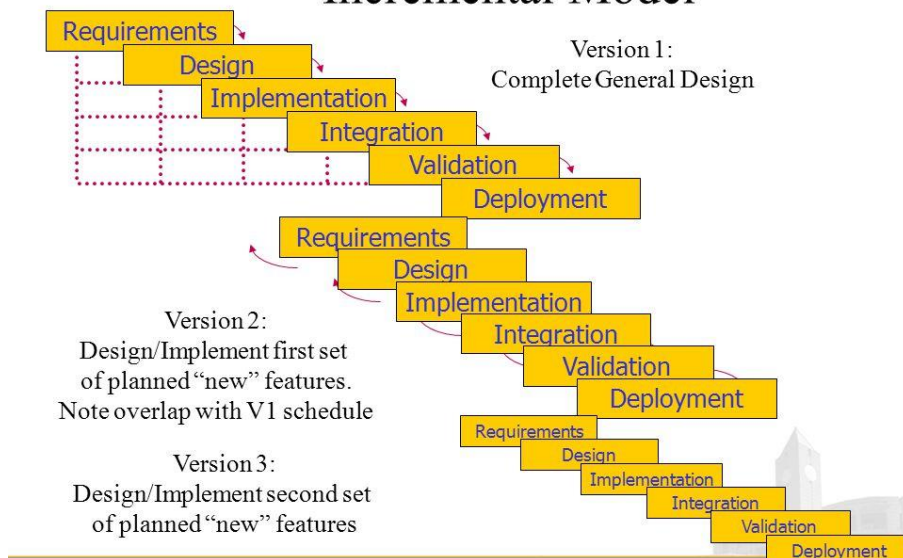 Incremental Model
Requirements
Design
Implementation
Integration
Validation
Deployment
Version 1:
Complete General Design
Requirements
Design
Implementation
Integration
Validation
Deployment
Version 2:
Design/Implement first set
of planned “new” features.
Note overlap with V1 schedule
Requirements
Design
Implementation
Integration
Validation
Deployment
Version 3:
Design/Implement second set
of planned “new” features